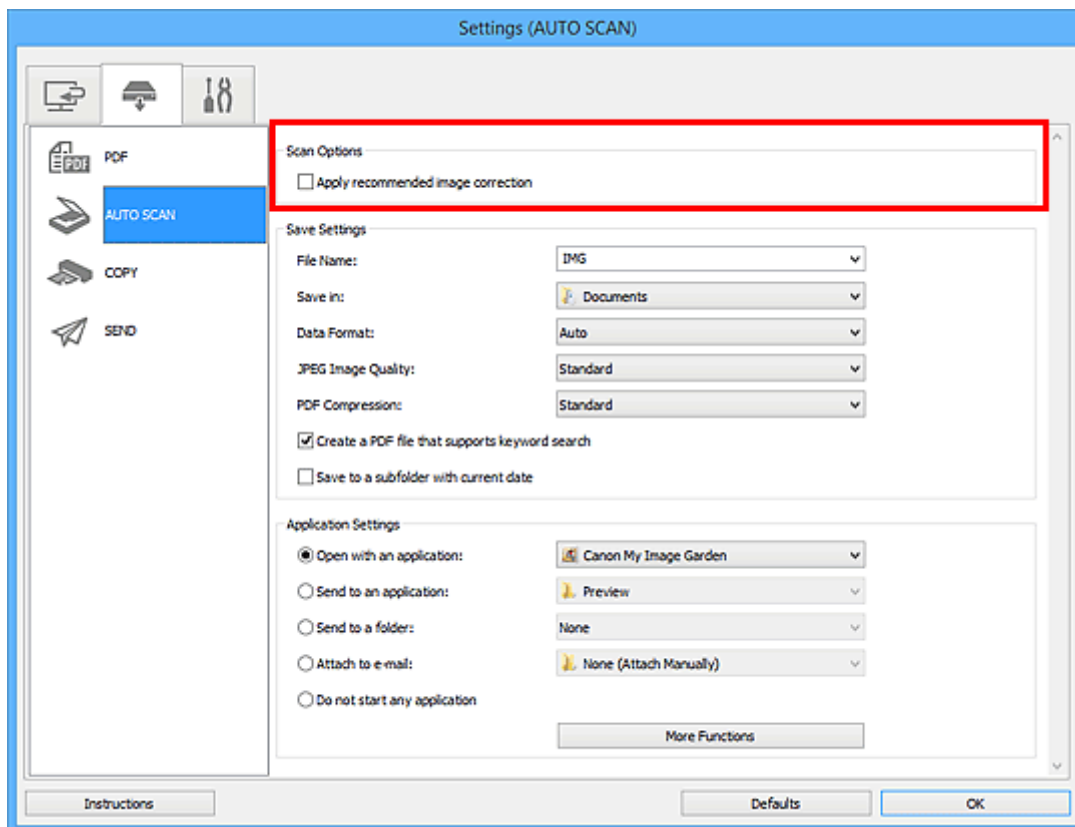 Settings (AUTO SCAN)
PDF
AUTO SCAN
COPY
SEND
Scan Options
Apply recommended image correction
Save Settings
File Name: IMG
Save in: Documents
Data Format: Auto
JPEG Image Quality: Standard
PDF Compression: Standard
Create a PDF file that supports keyword search
Save to a subfolder with current date
Application Settings
Open with an application: Canon My Image Garden
Send to an application: Preview
Send to a folder: None
Attach to e-mail: None (Attach Manually)
Do not start any application
More Functions
Instructions Defaults OK